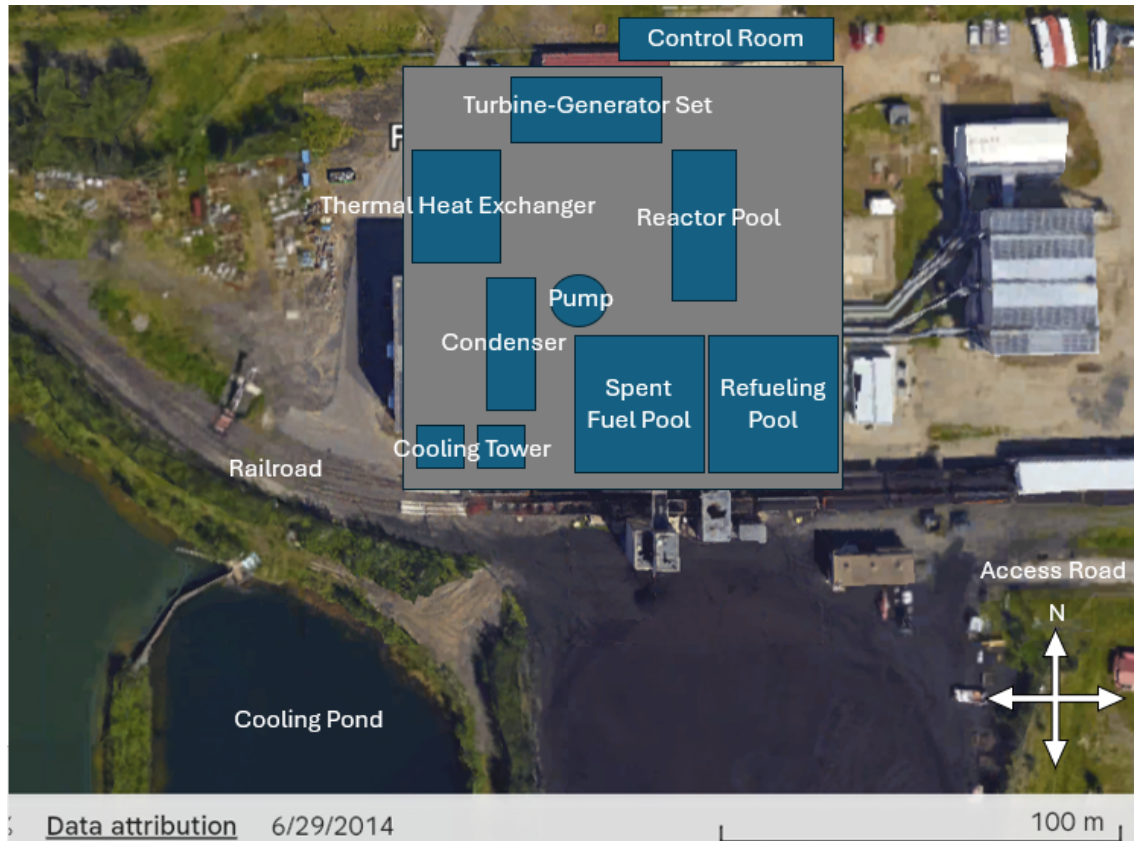 Control Room
Turbine-Generator Set
F
Thermal Heat Exchanger
Reactor Pool
Pump
Condenser
Spent
Fuel Pool
Refueling
Pool
Cooling Tower
Railroad
Access Road
N
Cooling Pond
Data attribution
6/29/2014
100 m